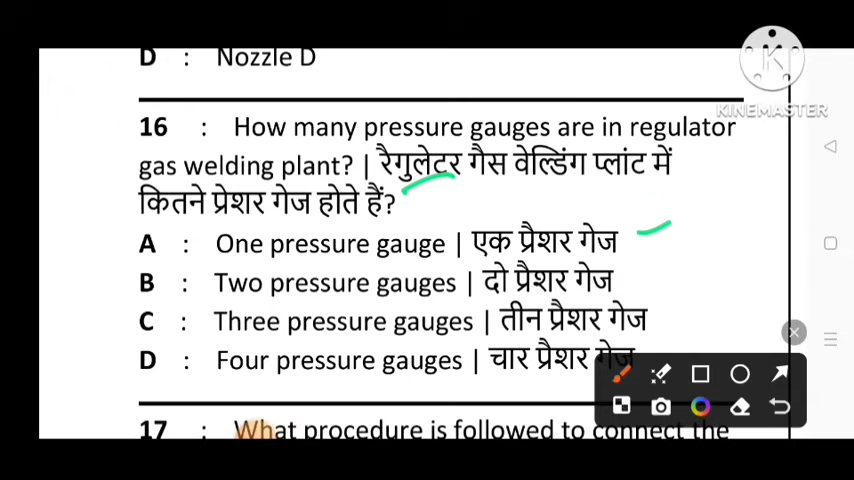 D : Nozzle D
KINEMASTER
16 : How many pressure gauges are in regulator
gas welding plant? | रैगुलेटर गैस वेल्डिंग प्लांट में
कितने प्रेशर गेज होते हैं?
A : One pressure gauge | एक प्रैशर गेज
B : Two pressure gauges | दो प्रैशर गेज
C : Three pressure gauges | तीन प्रैशर गेज
D : Four pressure gauges | चार प्रैशर गेज
17 : What procedure is followed to connect the